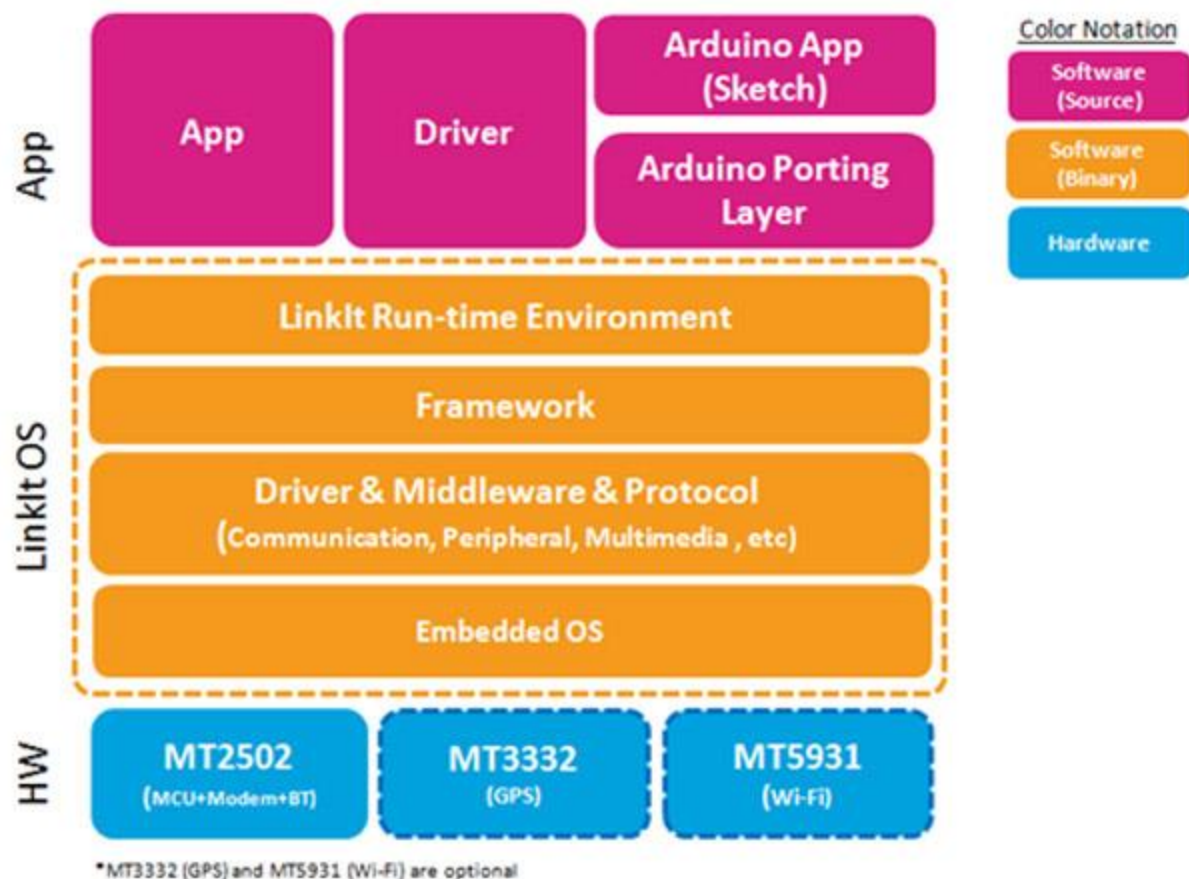 App
App
Driver
Arduino App
(Sketch)
Arduino Porting
Layer
LinkIt OS
LinkIt Run-time Environment
Framework
Driver & Middleware & Protocol
(Communication, Peripheral, Multimedia , etc)
Embedded OS
HW
MT2502
(MCU+Modem+BT)
MT3332
(GPS)
MT5931
(Wi-Fi)
*MT3332 (GPS) and MT5931 (Wi-Fi) are optional
Color Notation
Software
(Source)
Software
(Binary)
Hardware